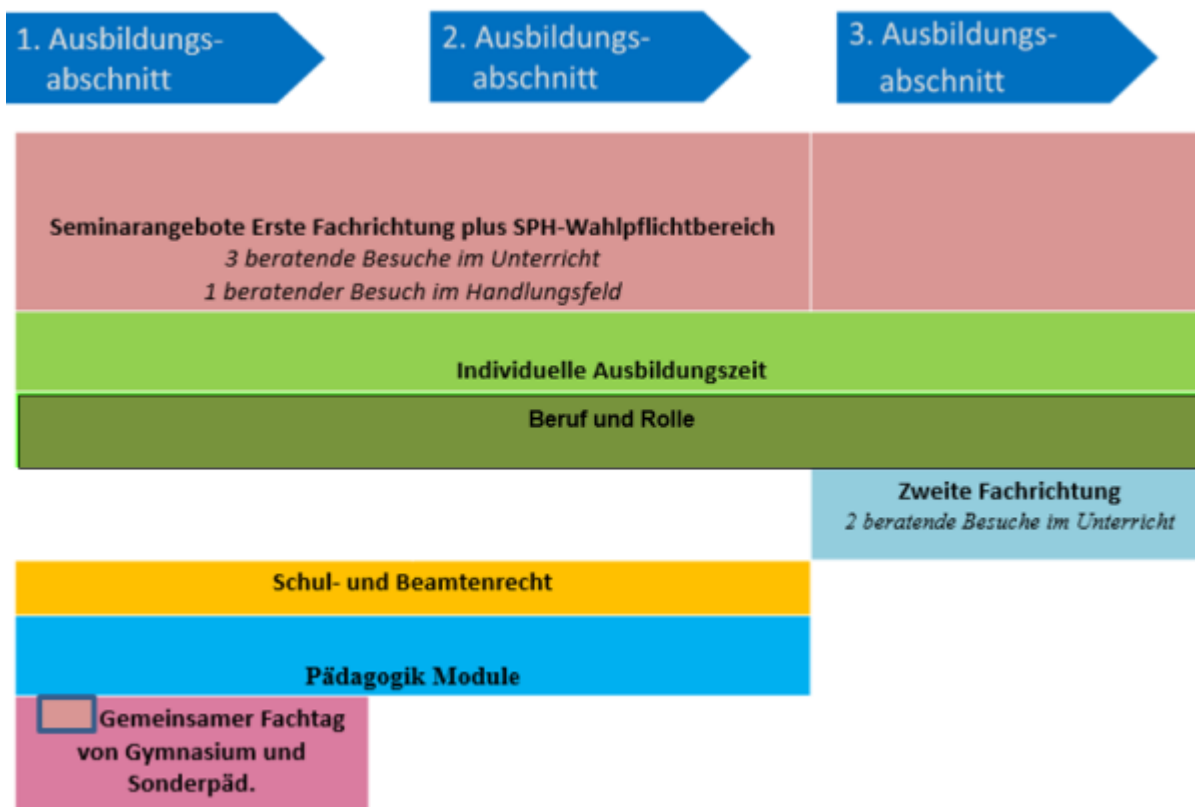 1. Ausbildungs-
abschnitt
2. Ausbildungs-
abschnitt
3. Ausbildungs-
abschnitt
Seminarangebote Erste Fachrichtung plus SPH-Wahlpflichtbereich
3 beratende Besuche im Unterricht
1 beratender Besuch im Handlungsfeld
Individuelle Ausbildungszeit
Beruf und Rolle
Zweite Fachrichtung
2 beratende Besuche im Unterricht
Schul- und Beamtenrecht
Pädagogik Module
Gemeinsamer Fachtag
von Gymnasium und
Sonderpäd.